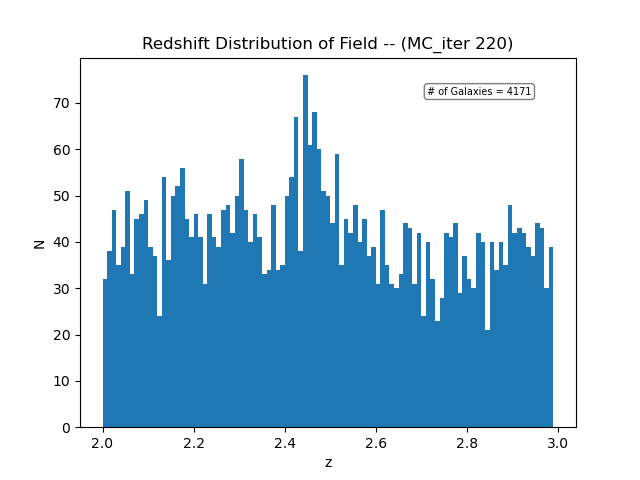 Redshift Distribution of Field -- (MC_iter 220)
# of Galaxies = 4171
70
60
50
40
30
20
10
0
N
2.0 2.2 2.4 2.6 2.8 3.0
z